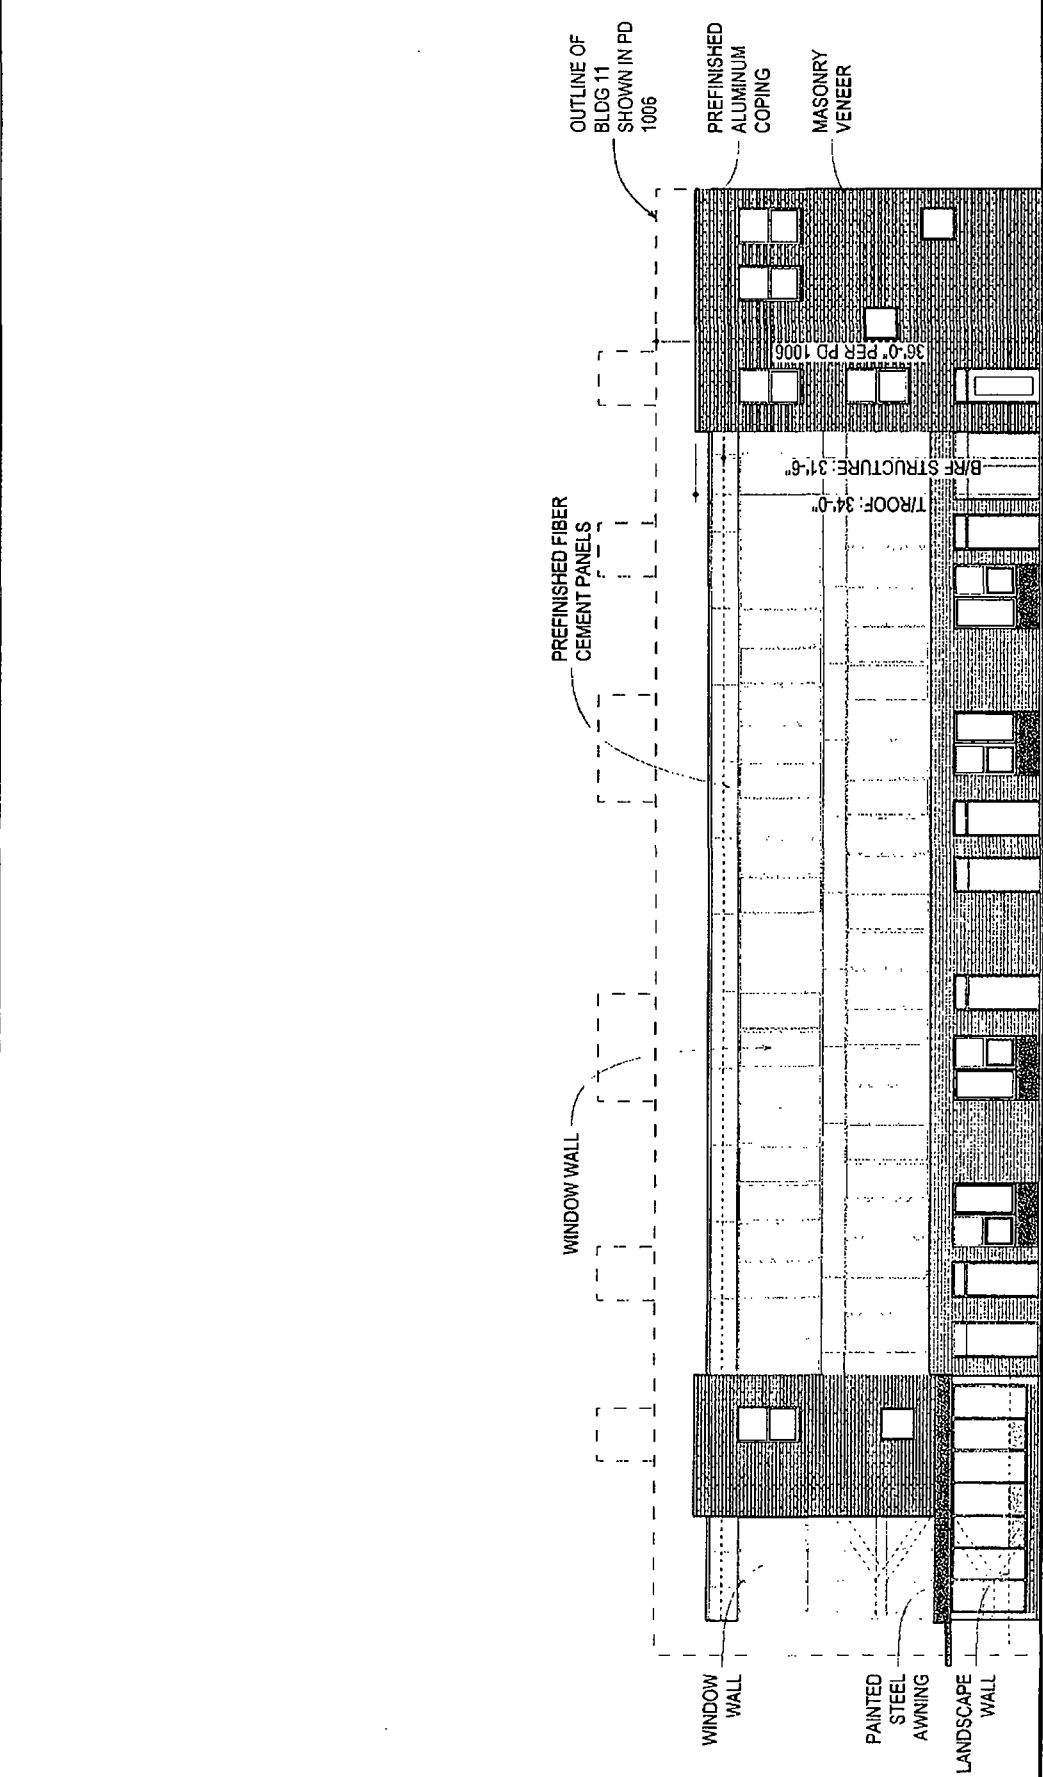 OUTLINE OF
BLDG 11
SHOWN IN PD
1006
PREFINISHED
ALUMINUM
COPING
MASONRY
VENEER
36'-0" PER PD 1006
B/RF STRUCTURE: 31'-6"
T/ROOF: 34'-0"
PREFINISHED FIBER
CEMENT PANELS
WINDOW WALL
WINDOW
WALL
PAINTED
STEEL
AWNING
LANDSCAPE
WALL